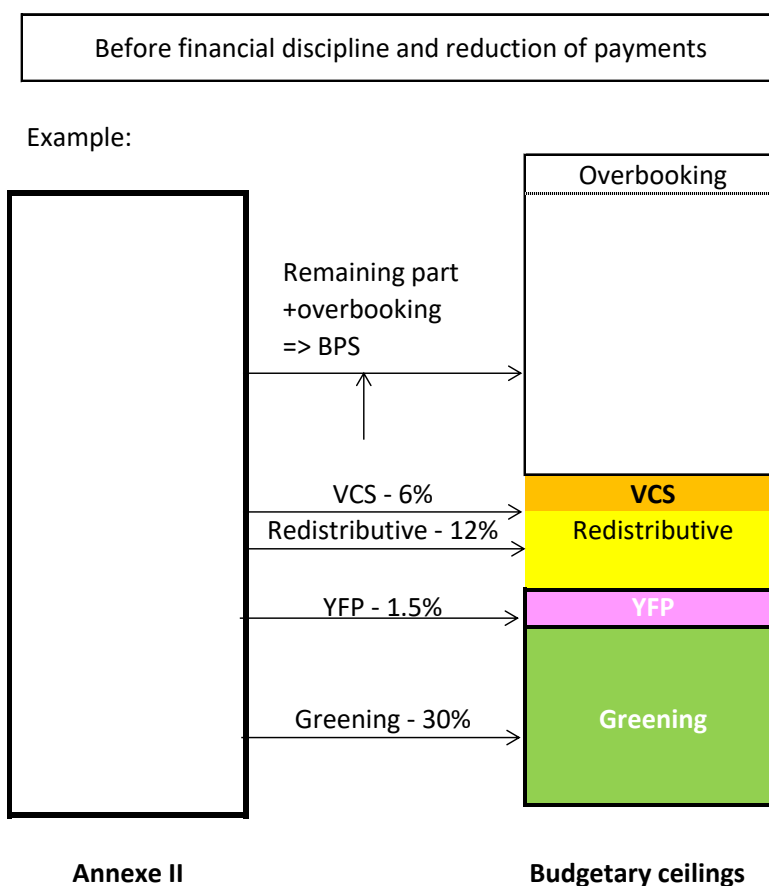 Before financial discipline and reduction of payments
Example:
Overbooking
Remaining part
+overbooking
=> BPS
VCS - 6%
VCS
Redistributive - 12%
Redistributive
YFP - 1.5%
YFP
Greening - 30%
Greening
Annexe II
Budgetary ceilings